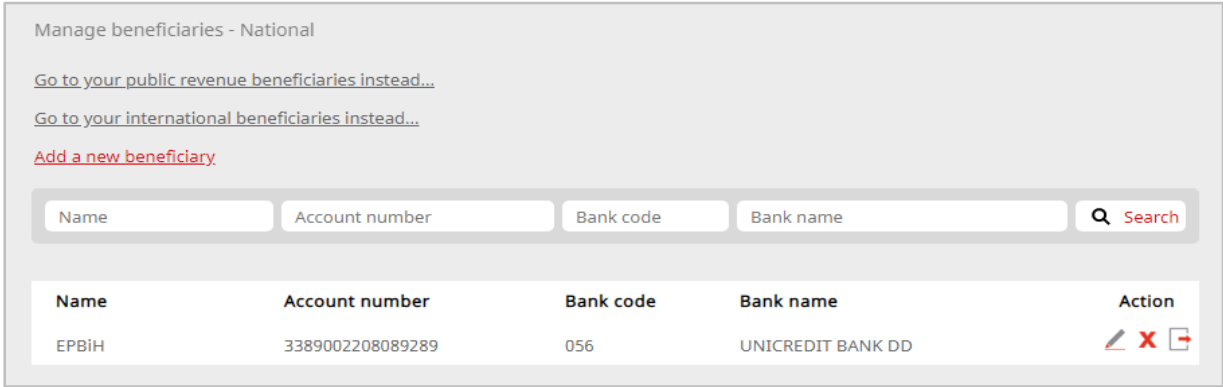 Manage beneficiaries - National
Go to your public revenue beneficiaries instead...
Go to your international beneficiaries instead...
Add a new beneficiary
Name Account number Bank code Bank name Search
Name Account number Bank code Bank name Action
EPBiH 3389002208089289 056 UNICREDIT BANK DD